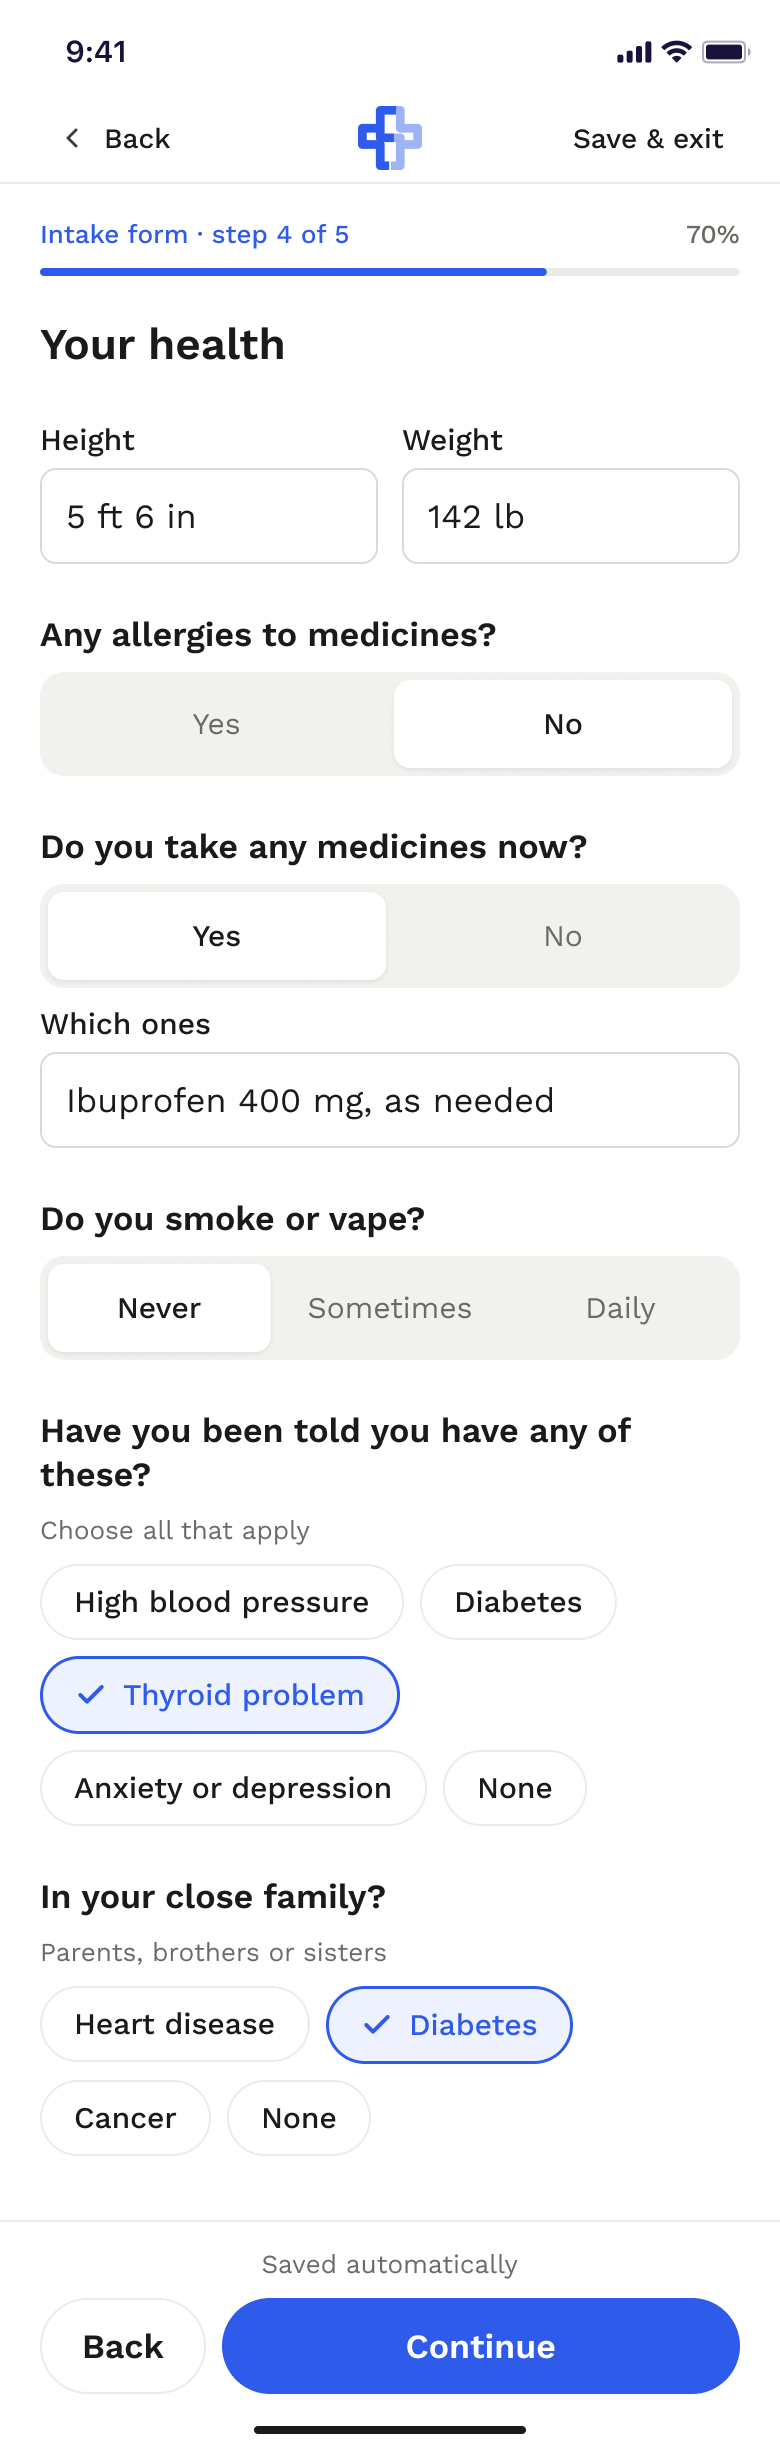 9:41
Back
Save & exit
Intake form · step 4 of 5
70%
Your health
Height
Weight
5 ft 6 in
142 lb
Any allergies to medicines?
Yes
No
Do you take any medicines now?
Yes
No
Which ones
Ibuprofen 400 mg, as needed
Do you smoke or vape?
Never
Sometimes
Daily
Have you been told you have any of
these?
Choose all that apply
High blood pressure
Diabetes
Thyroid problem
Anxiety or depression
None
In your close family?
Parents, brothers or sisters
Heart disease
Diabetes
Cancer
None
Saved automatically
Back
Continue